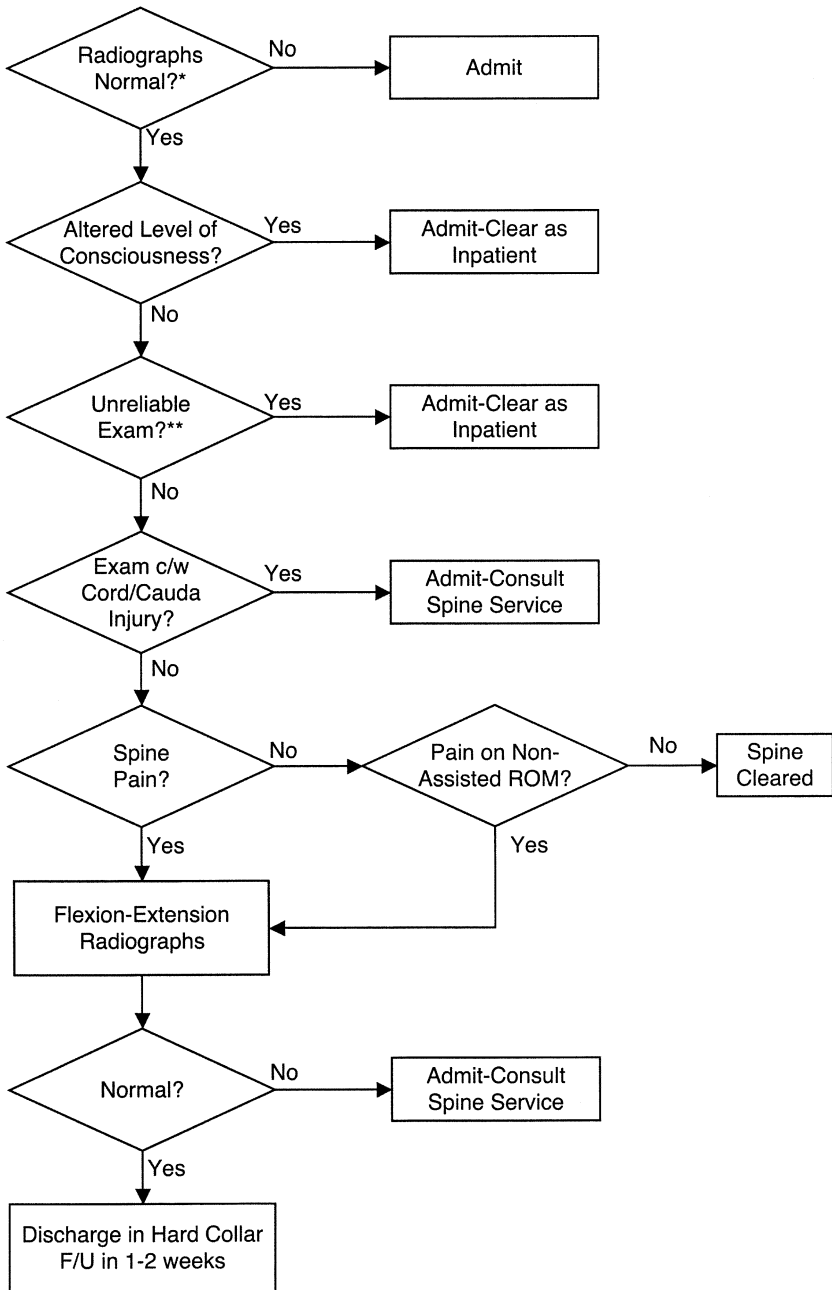 Radiographs
Normal?*
No
Admit
Yes
Altered Level of
Consciousness?
Yes
Admit-Clear as
Inpatient
No
Unreliable
Exam?**
Yes
Admit-Clear as
Inpatient
No
Exam c/w
Cord/Cauda
Injury?
Yes
Admit-Consult
Spine Service
No
Spine
Pain?
No
Pain on Non-
Assisted ROM?
No
Spine
Cleared
Yes
Yes
Flexion-Extension
Radiographs
Normal?
No
Admit-Consult
Spine Service
Yes
Discharge in Hard Collar
F/U in 1-2 weeks